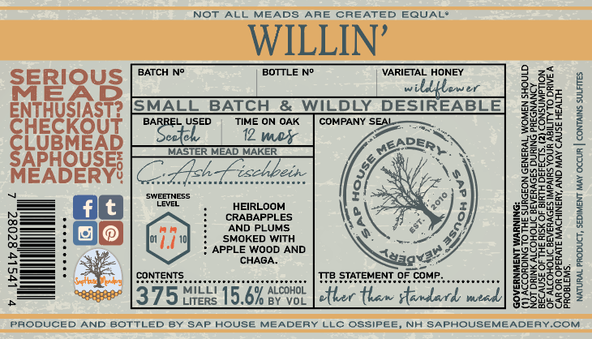 NOT ALL MEADS ARE CREATED EQUAL*
WILLIN'
SERIOUS
MEAD
ENTHUSIAST?
CHECKOUT
CLUBMEAD
SAPHOUSE
MEADERY.COM
7 28028 41541 4
f t
Sap House Meadery
BATCH Nº
BOTTLE Nº
VARIETAL HONEY
wildflower
SMALL BATCH & WILDLY DESIREABLE
BARREL USED
Scotch
TIME ON OAK
12 mos
MASTER MEAD MAKER
C. Ash Fischbein
SWEETNESS
LEVEL
01 7.7 10
HEIRLOOM
CRABAPPLES
AND PLUMS
SMOKED WITH
APPLE WOOD AND
CHAGA.
CONTENTS
375 MILLI LITERS 15.6% ALCOHOL BY VOL
COMPANY SEAL
SAP HOUSE MEADERY · SAP HOUSE MEADERY ·
EST. 2010
TTB STATEMENT OF COMP.
other than standard mead
GOVERNMENT WARNING:
(1) ACCORDING TO THE SURGEON GENERAL, WOMEN SHOULD
NOT DRINK ALCOHOLIC BEVERAGES DURING PREGNANCY
BECAUSE OF THE RISK OF BIRTH DEFECTS. (2) CONSUMPTION
OF ALCOHOLIC BEVERAGES IMPAIRS YOUR ABILITY TO DRIVE A
CAR OR OPERATE MACHINERY, AND MAY CAUSE HEALTH
PROBLEMS.
NATURAL PRODUCT, SEDIMENT MAY OCCUR | CONTAINS SULFITES
PRODUCED AND BOTTLED BY SAP HOUSE MEADERY LLC OSSIPEE, NH SAPHOUSEMEADERY.COM